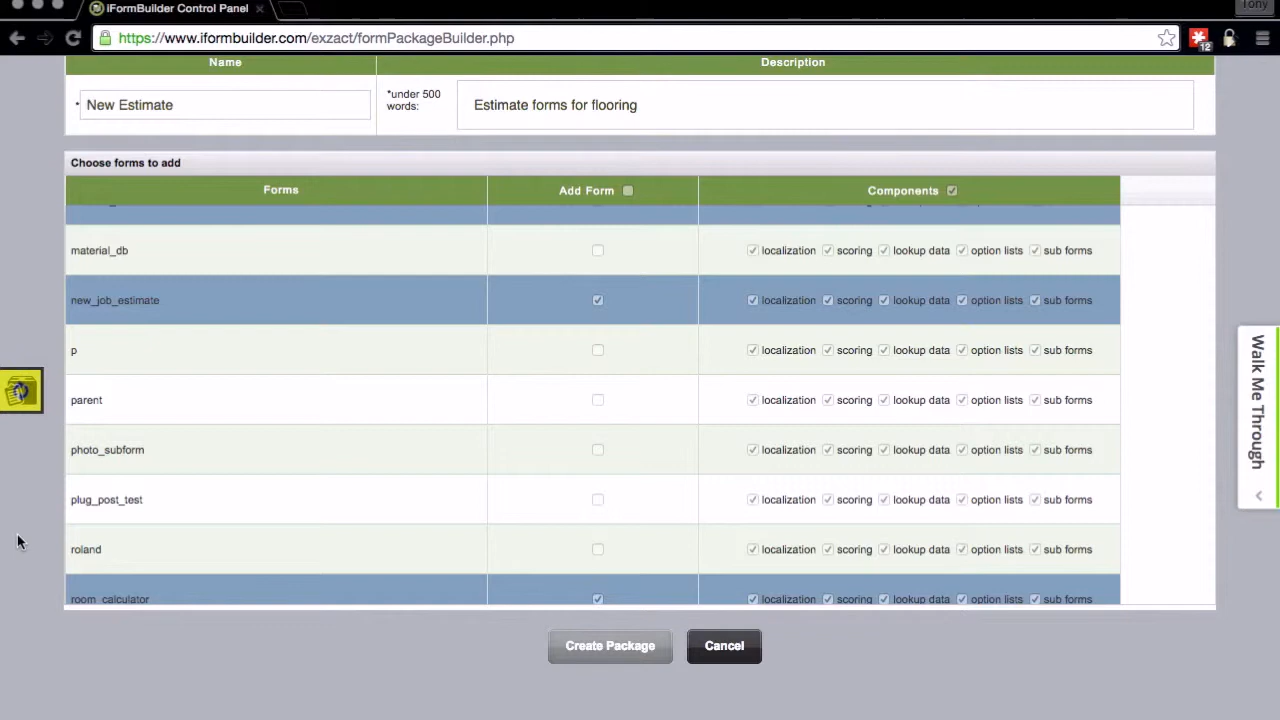 Tony
iFormBuilder Control Panel
https://www.iformbuilder.com/exzact/formPackageBuilder.php
12
Name Description
* New Estimate *under 500 words: Estimate forms for flooring
Choose forms to add
Forms Add Form Components
material_db localization scoring lookup data option lists sub forms
new_job_estimate localization scoring lookup data option lists sub forms
p localization scoring lookup data option lists sub forms
parent localization scoring lookup data option lists sub forms
photo_subform localization scoring lookup data option lists sub forms
plug_post_test localization scoring lookup data option lists sub forms
roland localization scoring lookup data option lists sub forms
room_calculator localization scoring lookup data option lists sub forms
Walk Me Through
Create Package Cancel